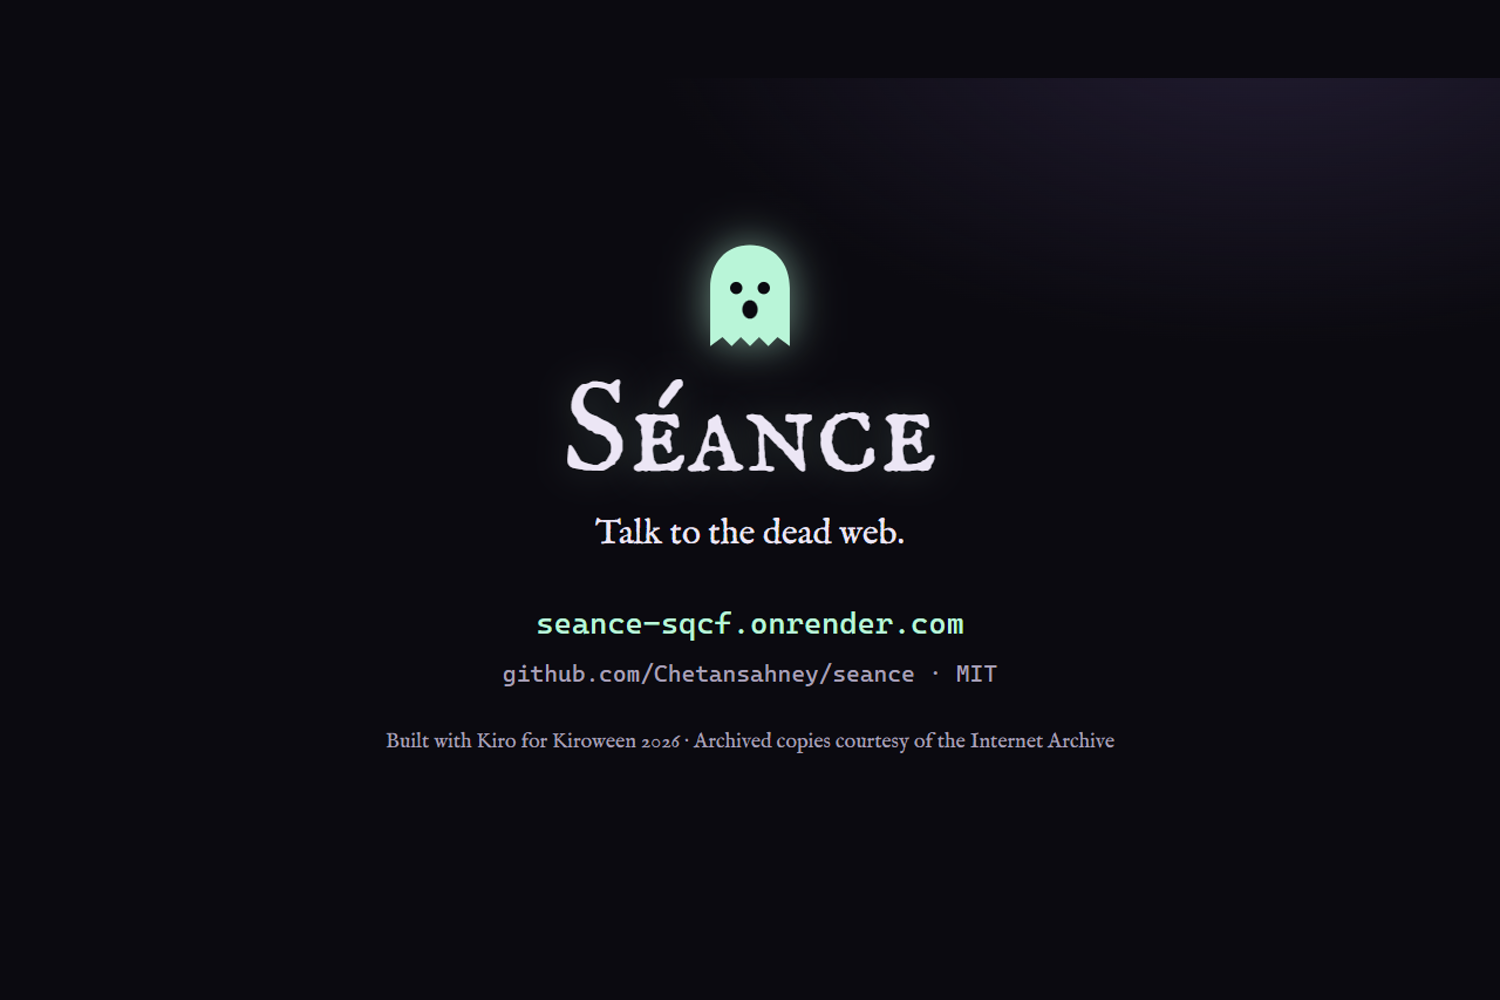 Séance
Talk to the dead web.
seance-sqcf.onrender.com
github.com/Chetansahney/seance · MIT
Built with Kiro for Kiroween 2026 · Archived copies courtesy of the Internet Archive